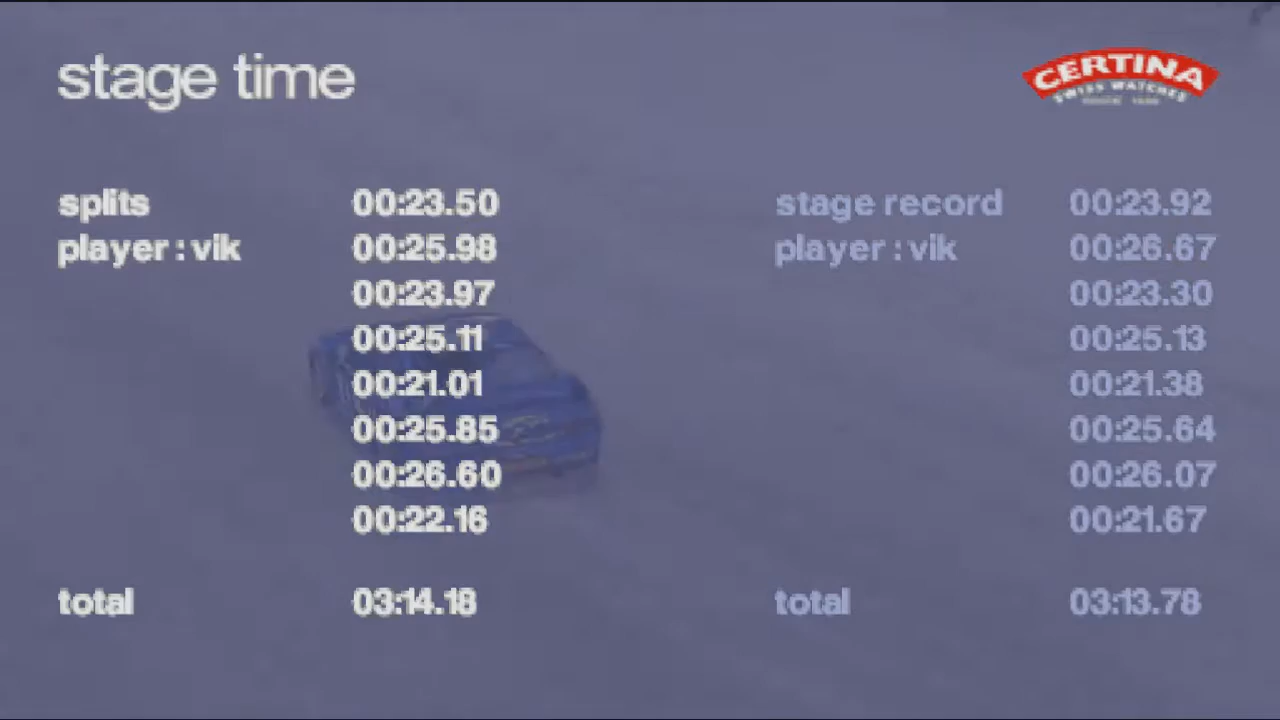 stage time
CERTINA
SWISS WATCHES
splits 00:23.50 stage record 00:23.92
player : vik 00:25.98 player : vik 00:26.67
00:23.97 00:23.30
00:25.11 00:25.13
00:21.01 00:21.38
00:25.85 00:25.64
00:26.60 00:26.07
00:22.16 00:21.67
total 03:14.18 total 03:13.78